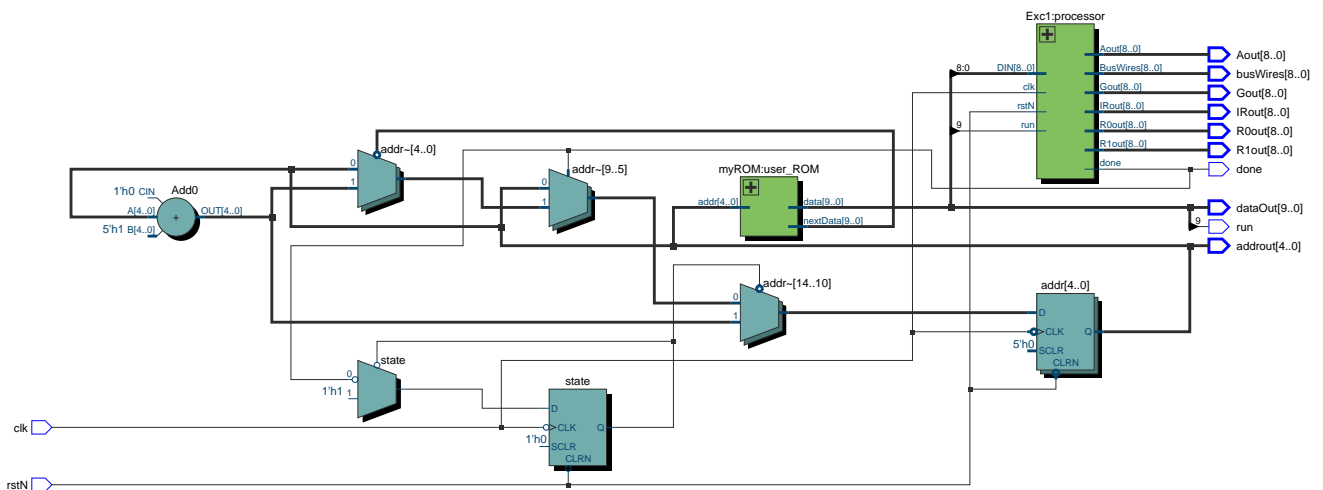 Exc1:processor
Aout[8..0]
Aout[8..0]
8:0
DIN[8..0]
BusWires[8..0]
busWires[8..0]
clk
Gout[8..0]
Gout[8..0]
rstN
IRout[8..0]
IRout[8..0]
9
run
R0out[8..0]
R0out[8..0]
R1out[8..0]
R1out[8..0]
done
done
addr~[4..0]
0
1
addr~[9..5]
0
1
myROM:user_ROM
addr[4..0]
data[9..0]
nextData[9..0]
dataOut[9..0]
9
run
addrout[4..0]
Add0
1'h0 CIN
A[4..0]
+
OUT[4..0]
5'h1 B[4..0]
addr~[14..10]
0
1
addr[4..0]
D
CLK
Q
5'h0
SCLR
CLRN
state
0
1'h1 1
state
D
CLK
Q
1'h0
SCLR
CLRN
clk
rstN